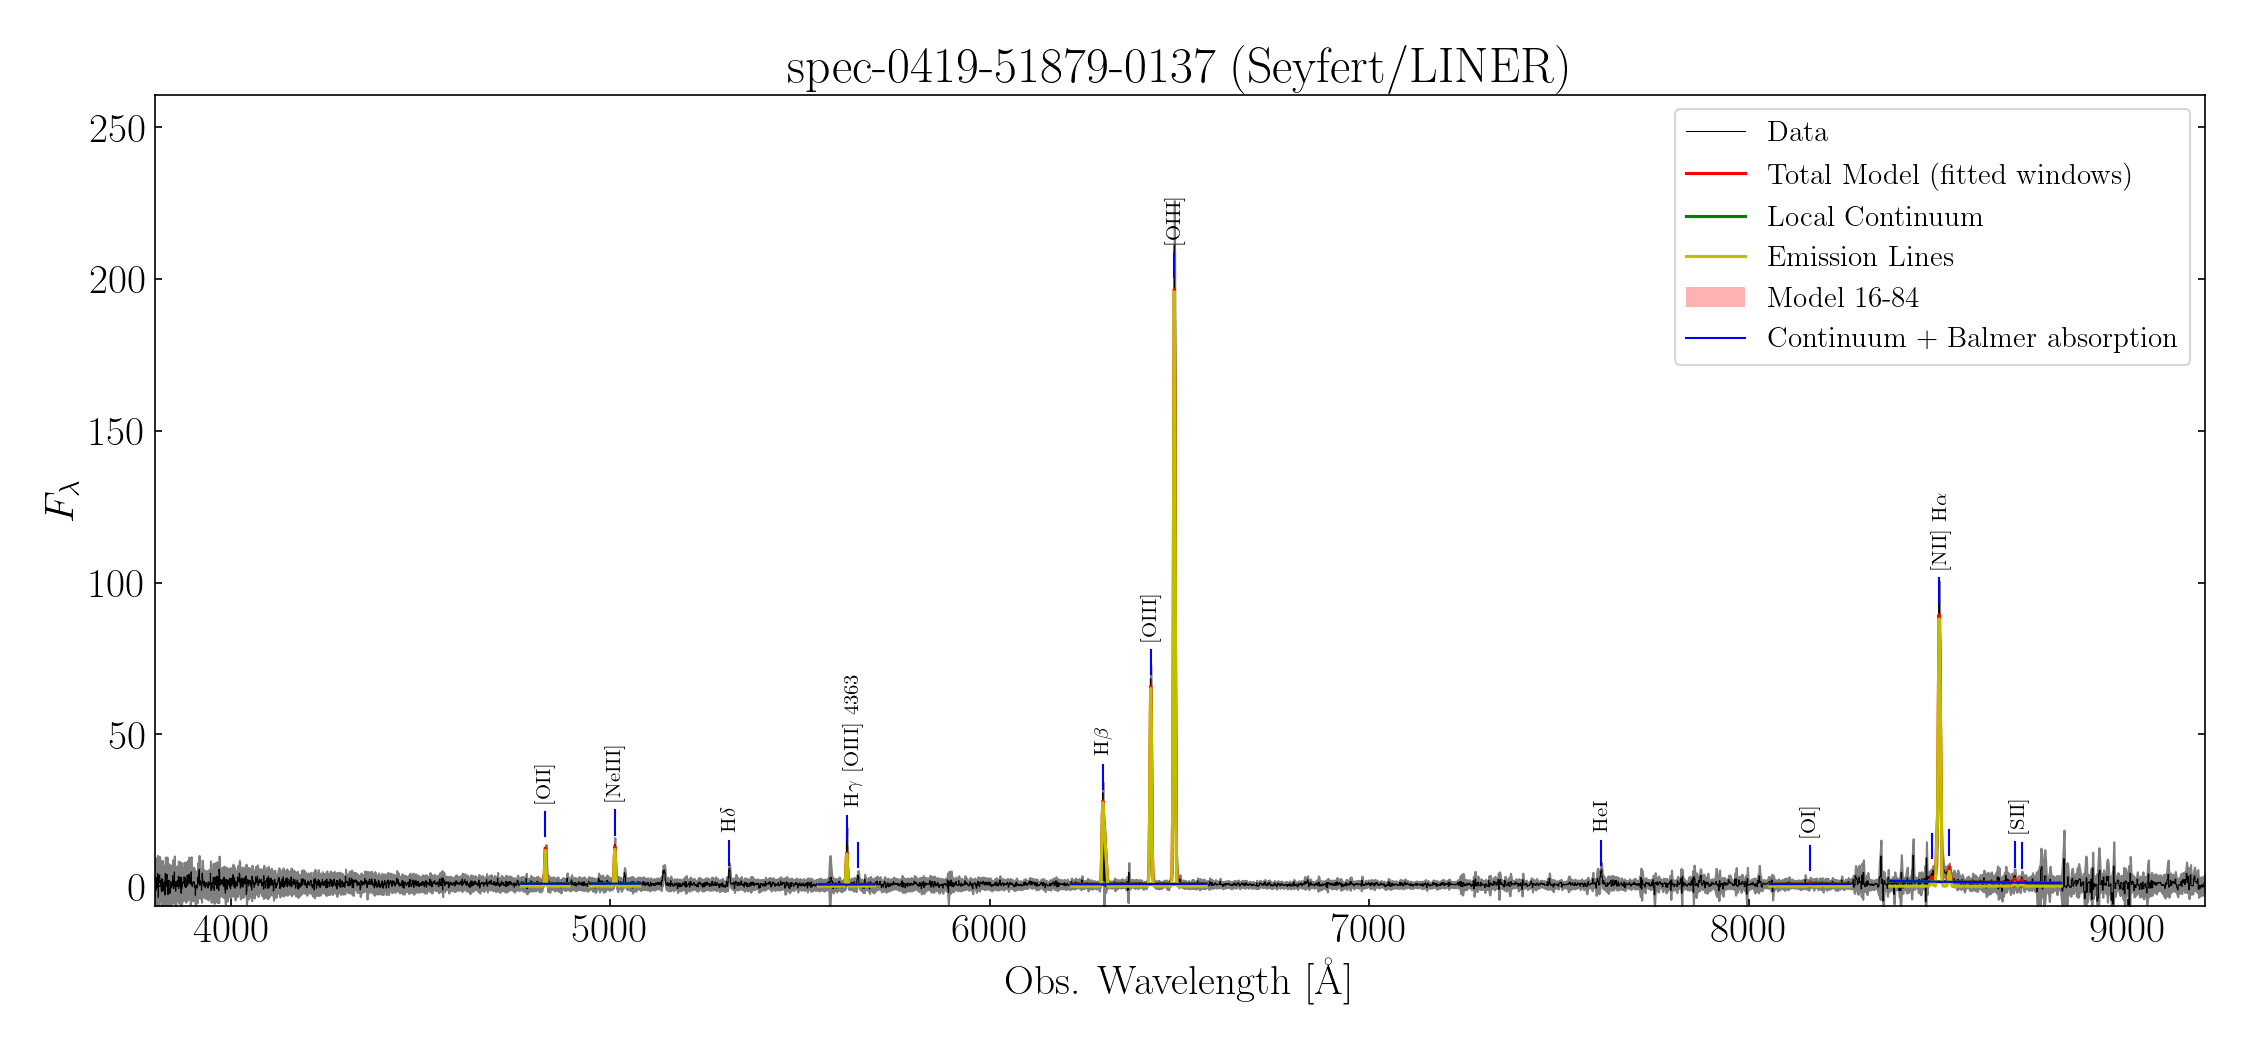 spec-0419-51879-0137 (Seyfert/LINER)
Data
Total Model (fitted windows)
Local Continuum
Emission Lines
Model 16-84
Continuum + Balmer absorption
250
200
150
100
50
0
Fλ
[OII]
[NeIII]
Hδ
Hγ [OIII] 4363
Hβ
[OIII]
[OIII]
HeI
[OI]
[NII] Hα
[SII]
4000 5000 6000 7000 8000 9000
Obs. Wavelength [Å]